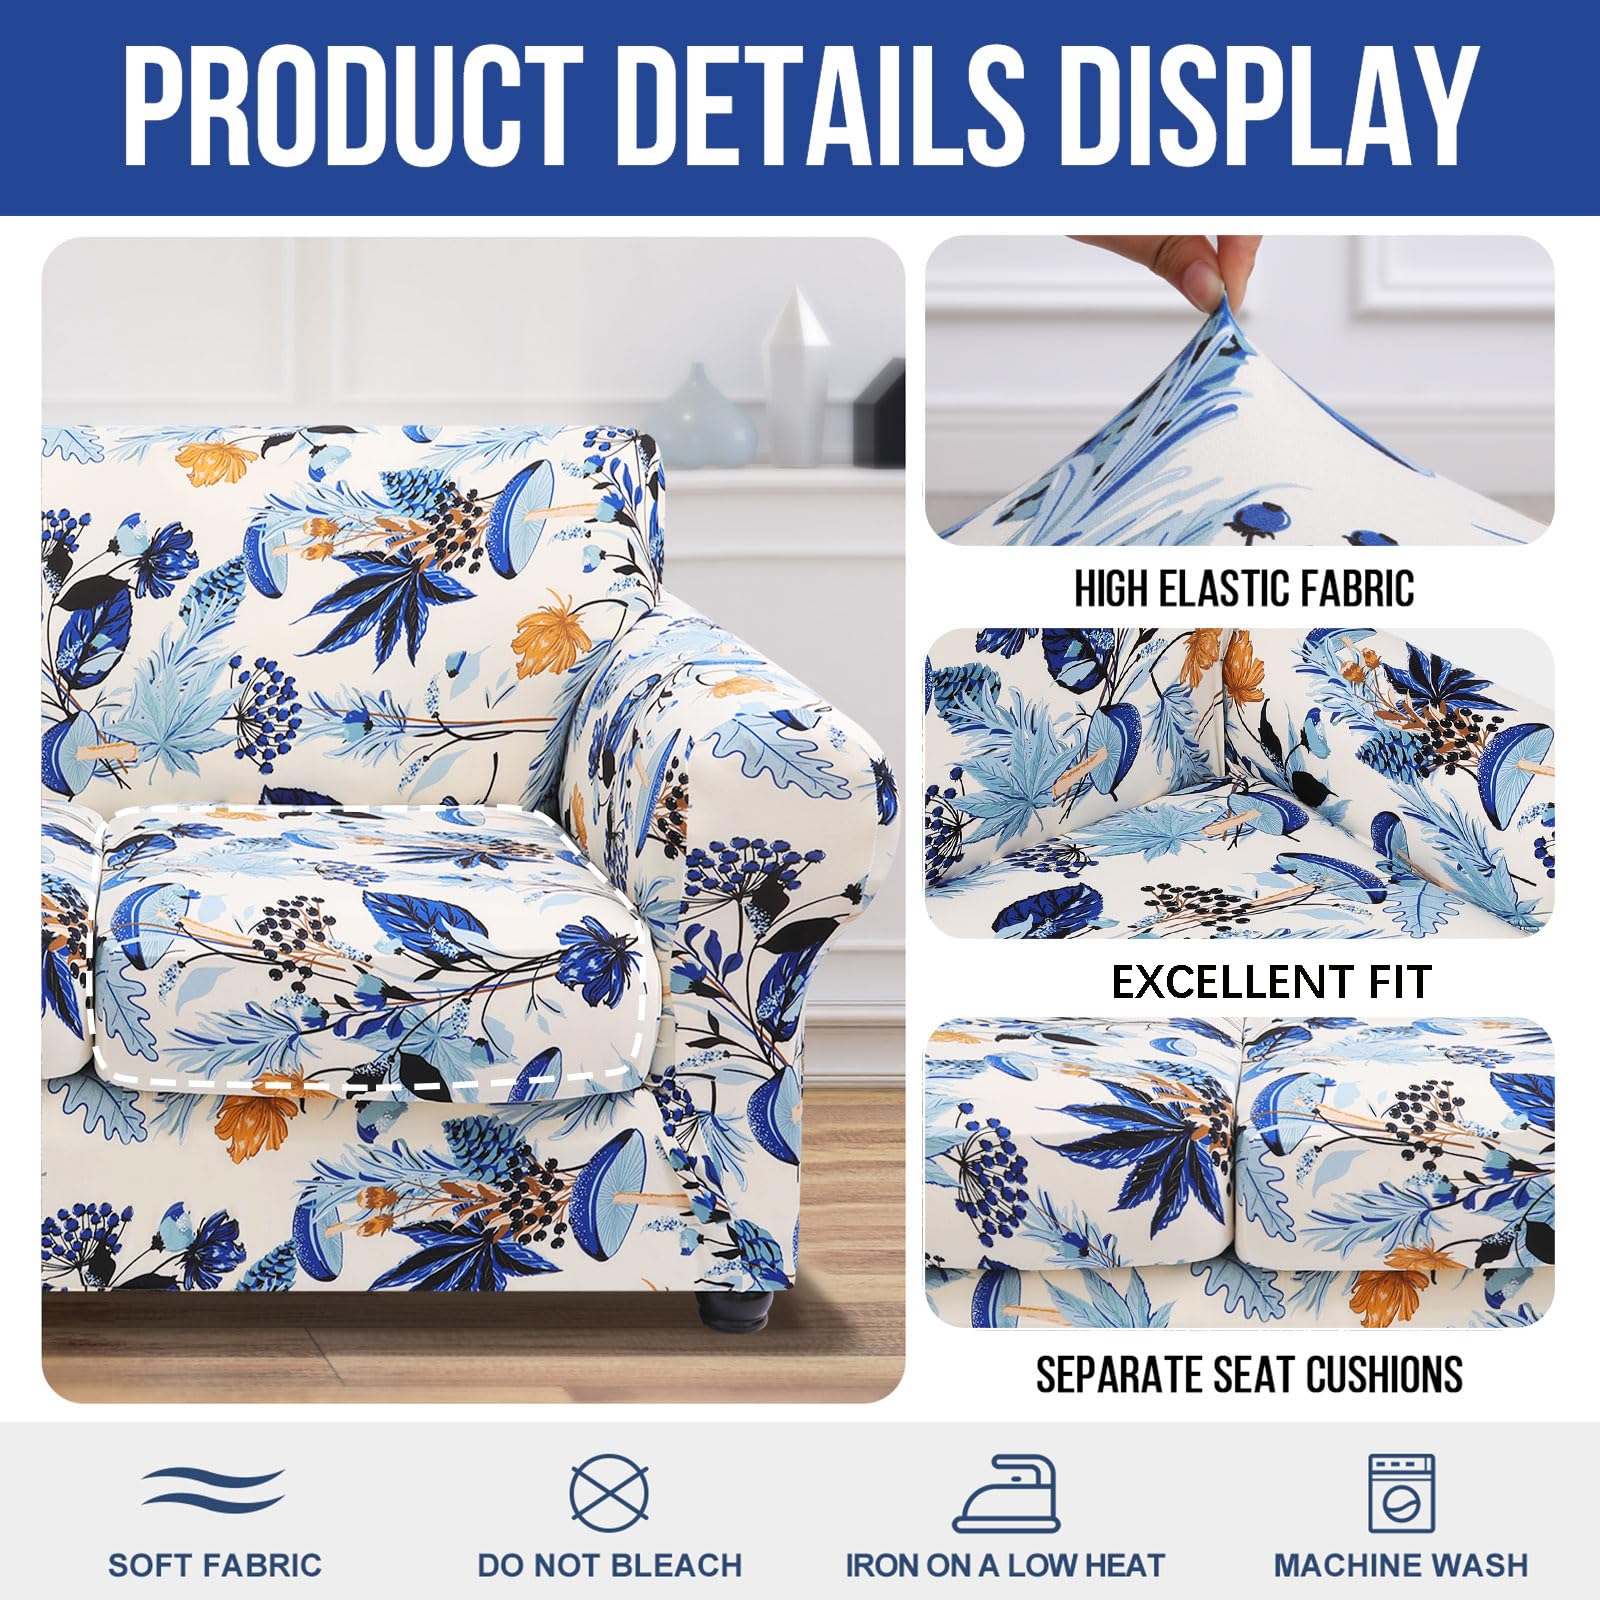 PRODUCT DETAILS DISPLAY
HIGH ELASTIC FABRIC
EXCELLENT FIT
SEPARATE SEAT CUSHIONS
SOFT FABRIC
DO NOT BLEACH
IRON ON A LOW HEAT
MACHINE WASH